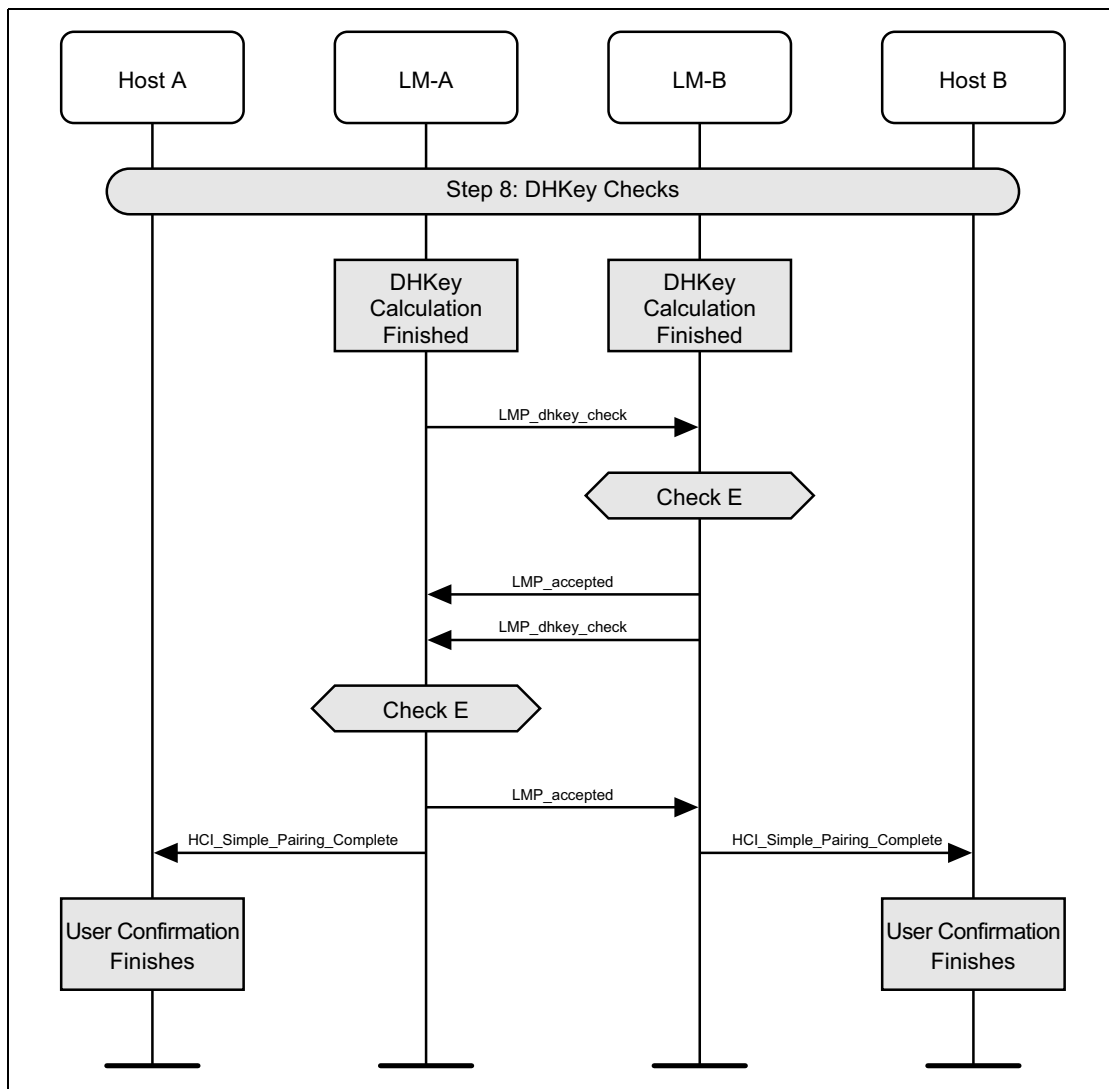 Host A
LM-A
LM-B
Host B
Step 8: DHKey Checks
DHKey
Calculation
Finished
DHKey
Calculation
Finished
LMP_dhkey_check
Check E
LMP_accepted
LMP_dhkey_check
Check E
LMP_accepted
HCI_Simple_Pairing_Complete
HCI_Simple_Pairing_Complete
User Confirmation
Finishes
User Confirmation
Finishes